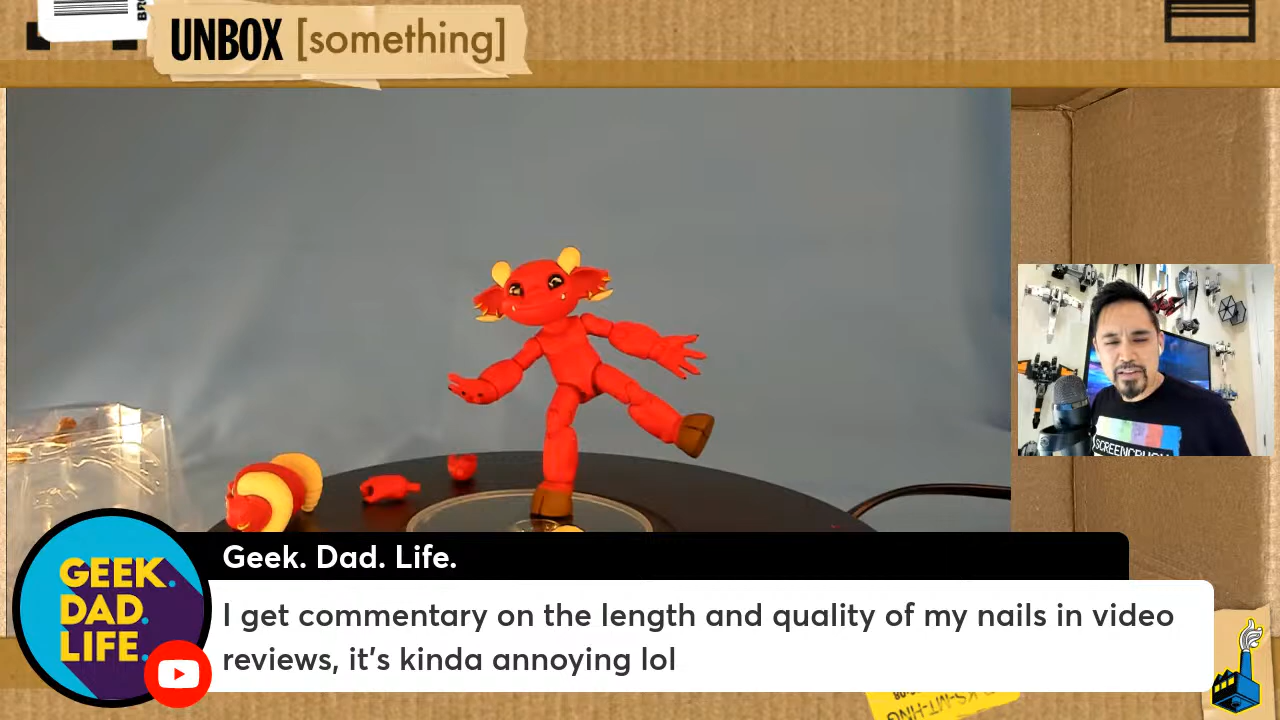 UNBOX [something]
SCREENCRUSH
Geek. Dad. Life.
GEEK.
DAD.
LIFE.
I get commentary on the length and quality of my nails in video
reviews, it's kinda annoying lol